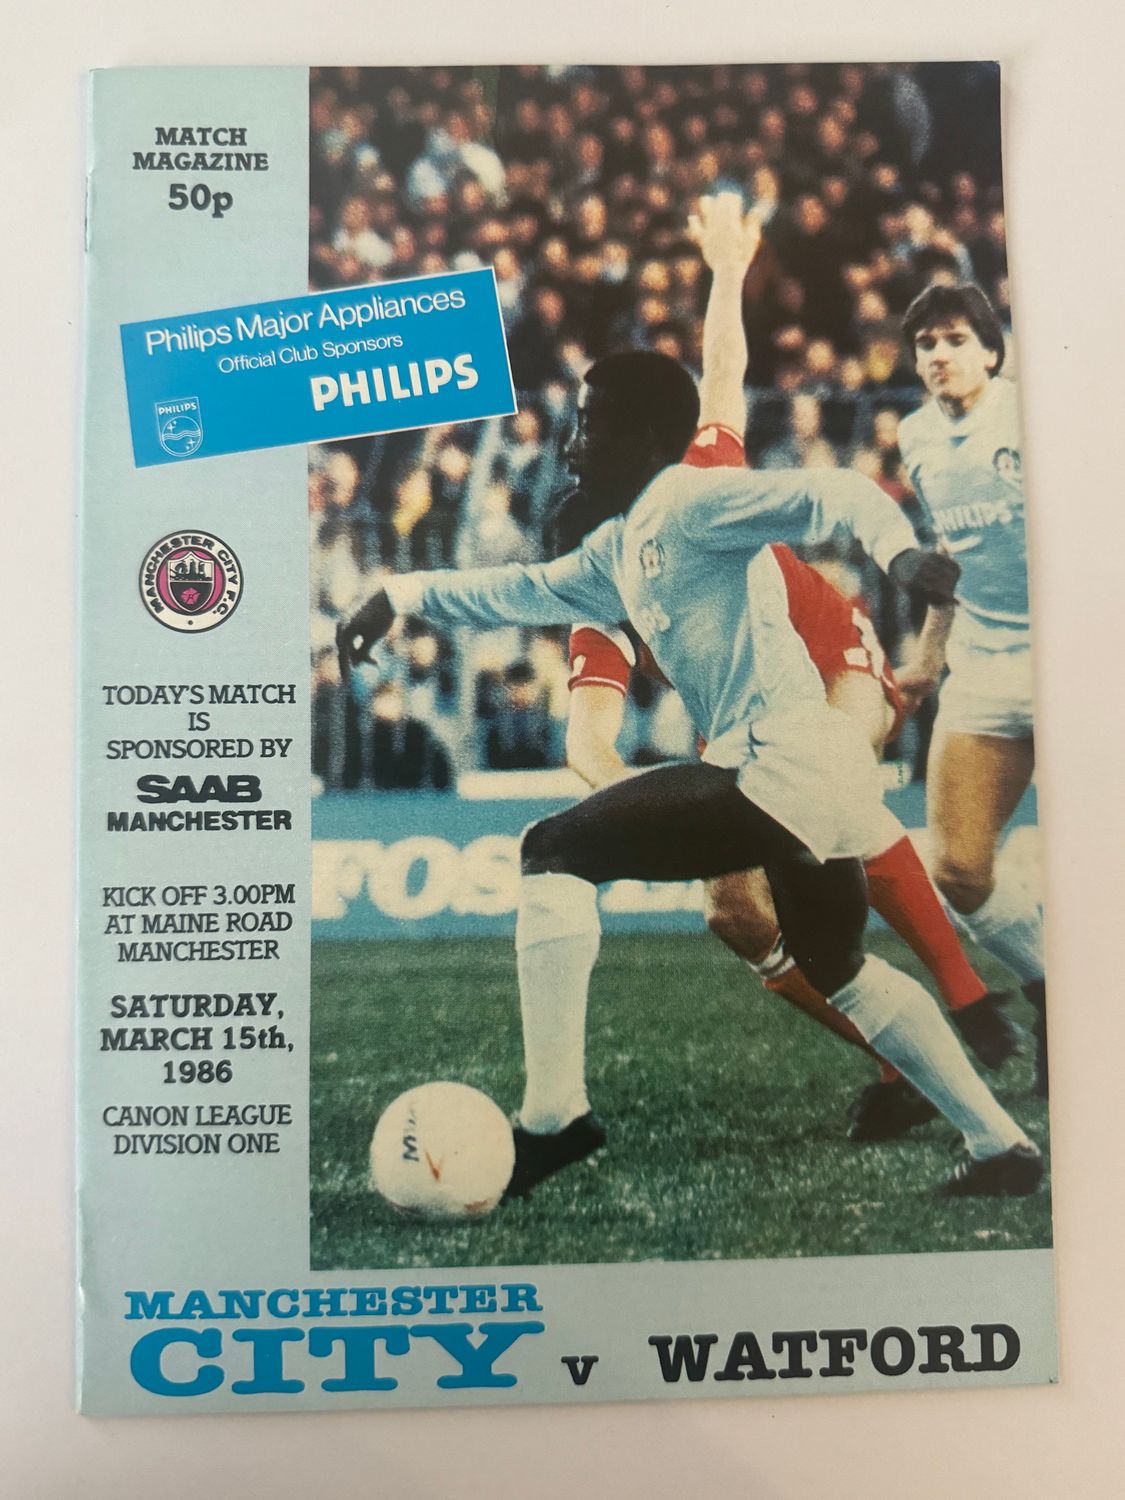 MATCH
MAGAZINE
50p
Philips Major Appliances
Official Club Sponsors
PHILIPS
PHILIPS
MANCHESTER CITY F.C.
PHILIPS
TODAY'S MATCH
IS
SPONSORED BY
SAAB
MANCHESTER
KICK OFF 3.00PM
AT MAINE ROAD
MANCHESTER
SATURDAY,
MARCH 15th,
1986
CANON LEAGUE
DIVISION ONE
MANCHESTER
CITY v WATFORD